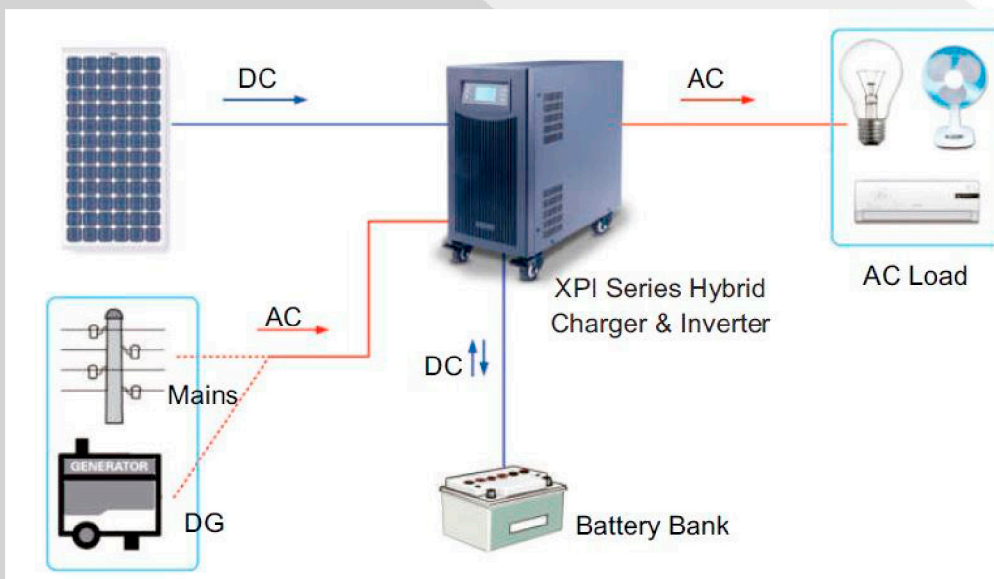 DC
AC
XPI Series Hybrid
Charger & Inverter
AC Load
AC
Mains
DC
GENERATOR
DG
Battery Bank